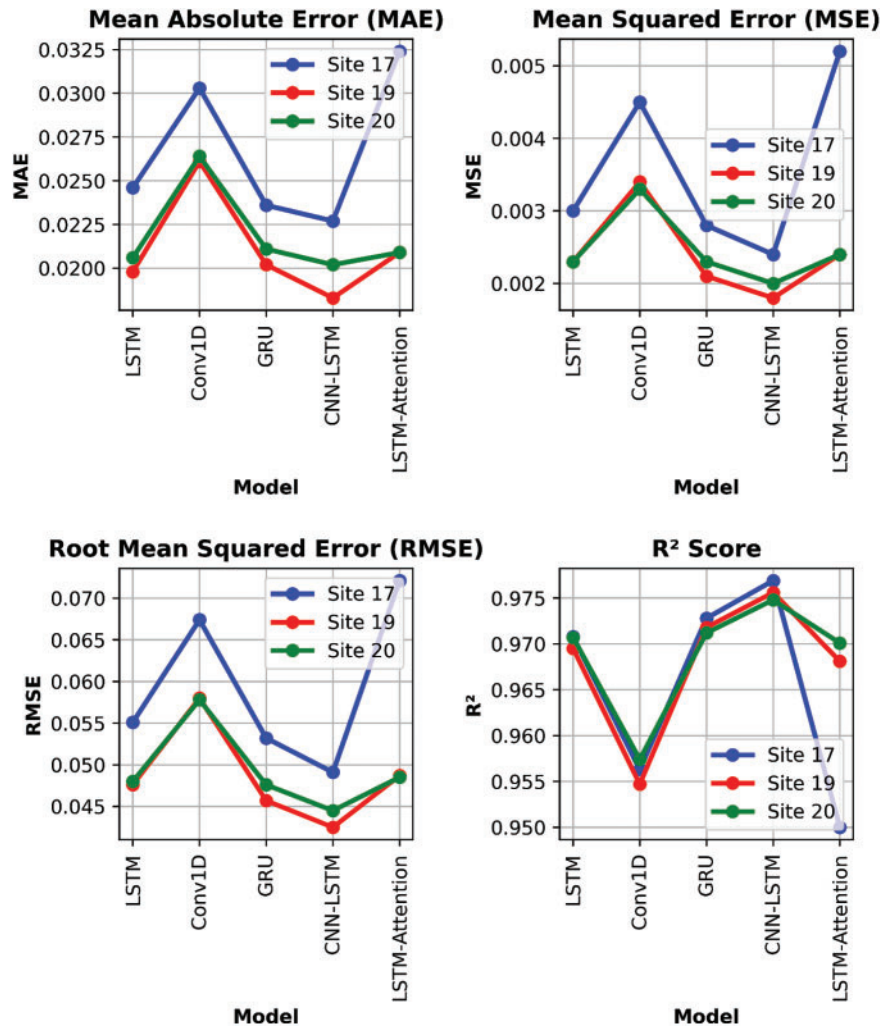 Mean Absolute Error (MAE)
0.0325
0.0300
0.0275
0.0250
0.0225
0.0200
MAE
Site 17
Site 19
Site 20
LSTM
Conv1D
GRU
CNN-LSTM
LSTM-Attention
Model
Mean Squared Error (MSE)
0.005
0.004
0.003
0.002
MSE
Site 17
Site 19
Site 20
LSTM
Conv1D
GRU
CNN-LSTM
LSTM-Attention
Model
Root Mean Squared Error (RMSE)
0.070
0.065
0.060
0.055
0.050
0.045
RMSE
Site 17
Site 19
Site 20
LSTM
Conv1D
GRU
CNN-LSTM
LSTM-Attention
Model
R² Score
0.975
0.970
0.965
0.960
0.955
0.950
R²
Site 17
Site 19
Site 20
LSTM
Conv1D
GRU
CNN-LSTM
LSTM-Attention
Model